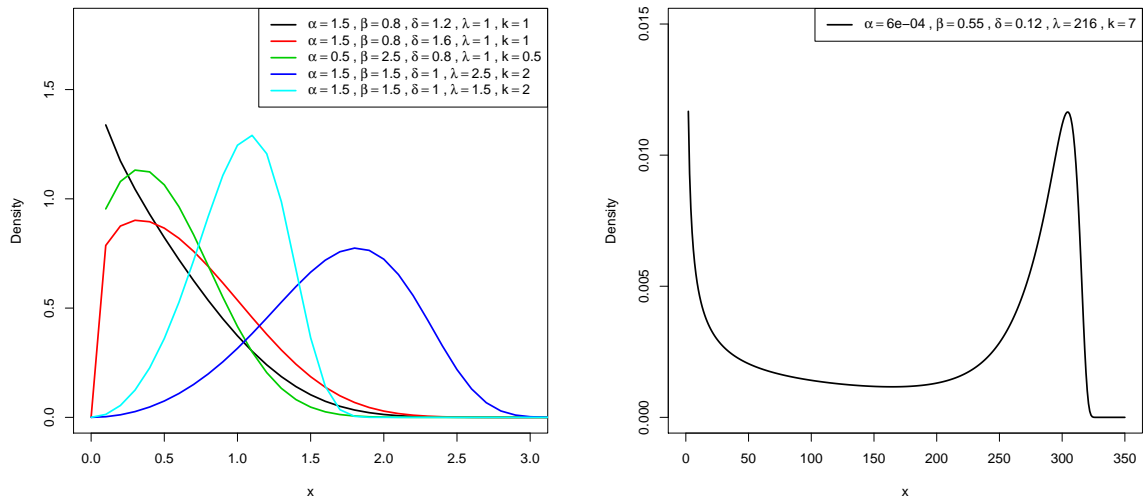 α = 1.5 , β = 0.8 , δ = 1.2 , λ = 1 , k = 1
α = 1.5 , β = 0.8 , δ = 1.6 , λ = 1 , k = 1
α = 0.5 , β = 2.5 , δ = 0.8 , λ = 1 , k = 0.5
α = 1.5 , β = 1.5 , δ = 1 , λ = 2.5 , k = 2
α = 1.5 , β = 1.5 , δ = 1 , λ = 1.5 , k = 2
Density
1.5
1.0
0.5
0.0
0.0 0.5 1.0 1.5 2.0 2.5 3.0
x
α = 6e−04 , β = 0.55 , δ = 0.12 , λ = 216 , k = 7
Density
0.015
0.010
0.005
0.000
0 50 100 150 200 250 300 350
x